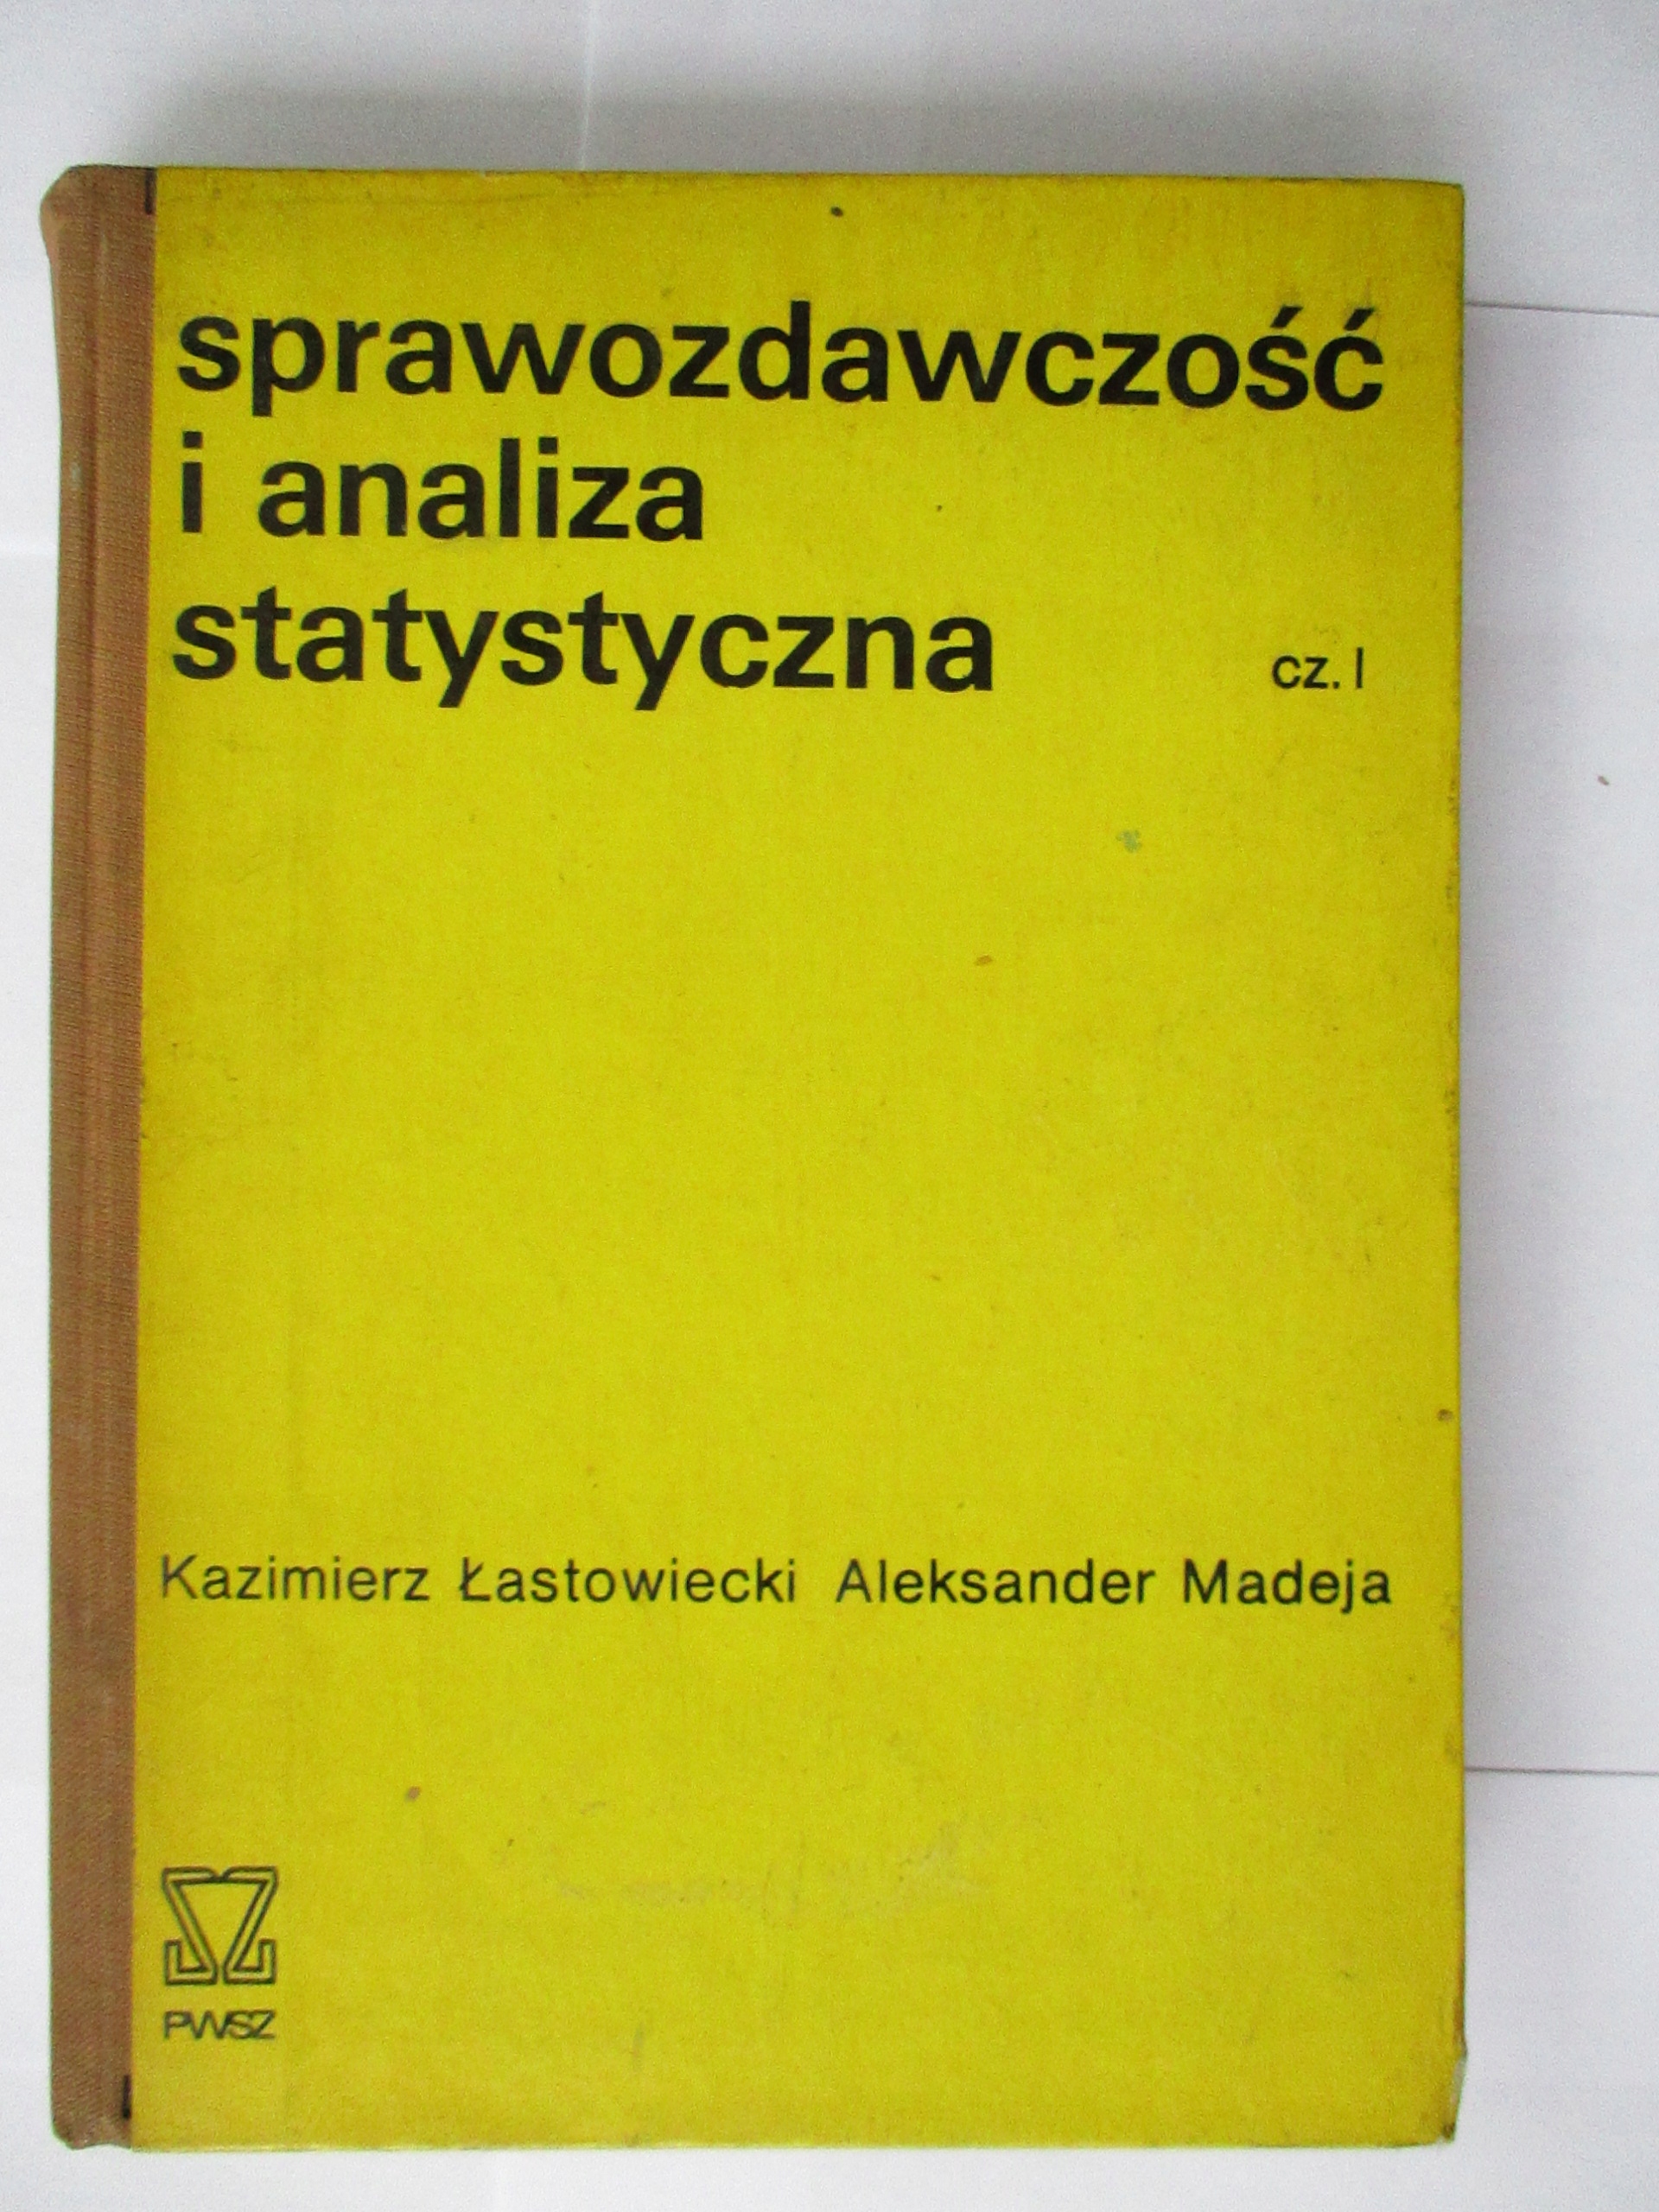 sprawozdawczość
i analiza
statystyczna cz. I
Kazimierz Łastowiecki Aleksander Madeja
PWSZ